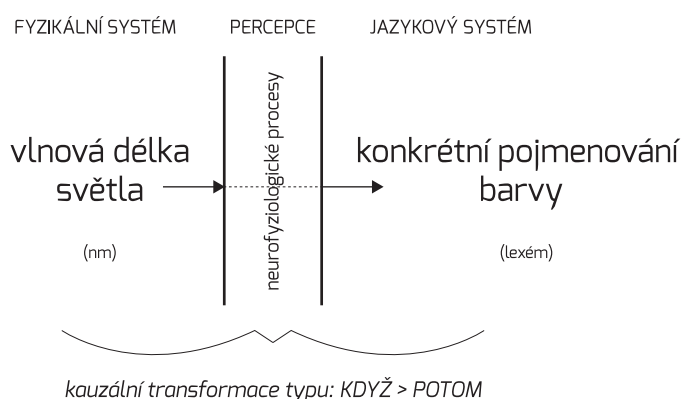 FYZIKÁLNÍ SYSTÉM
PERCEPCE
JAZYKOVÝ SYSTÉM
vlnová délka
světla
(nm)
neurofyziologické procesy
konkrétní pojmenování
barvy
(lexém)
kauzální transformace typu: KDYŽ > POTOM